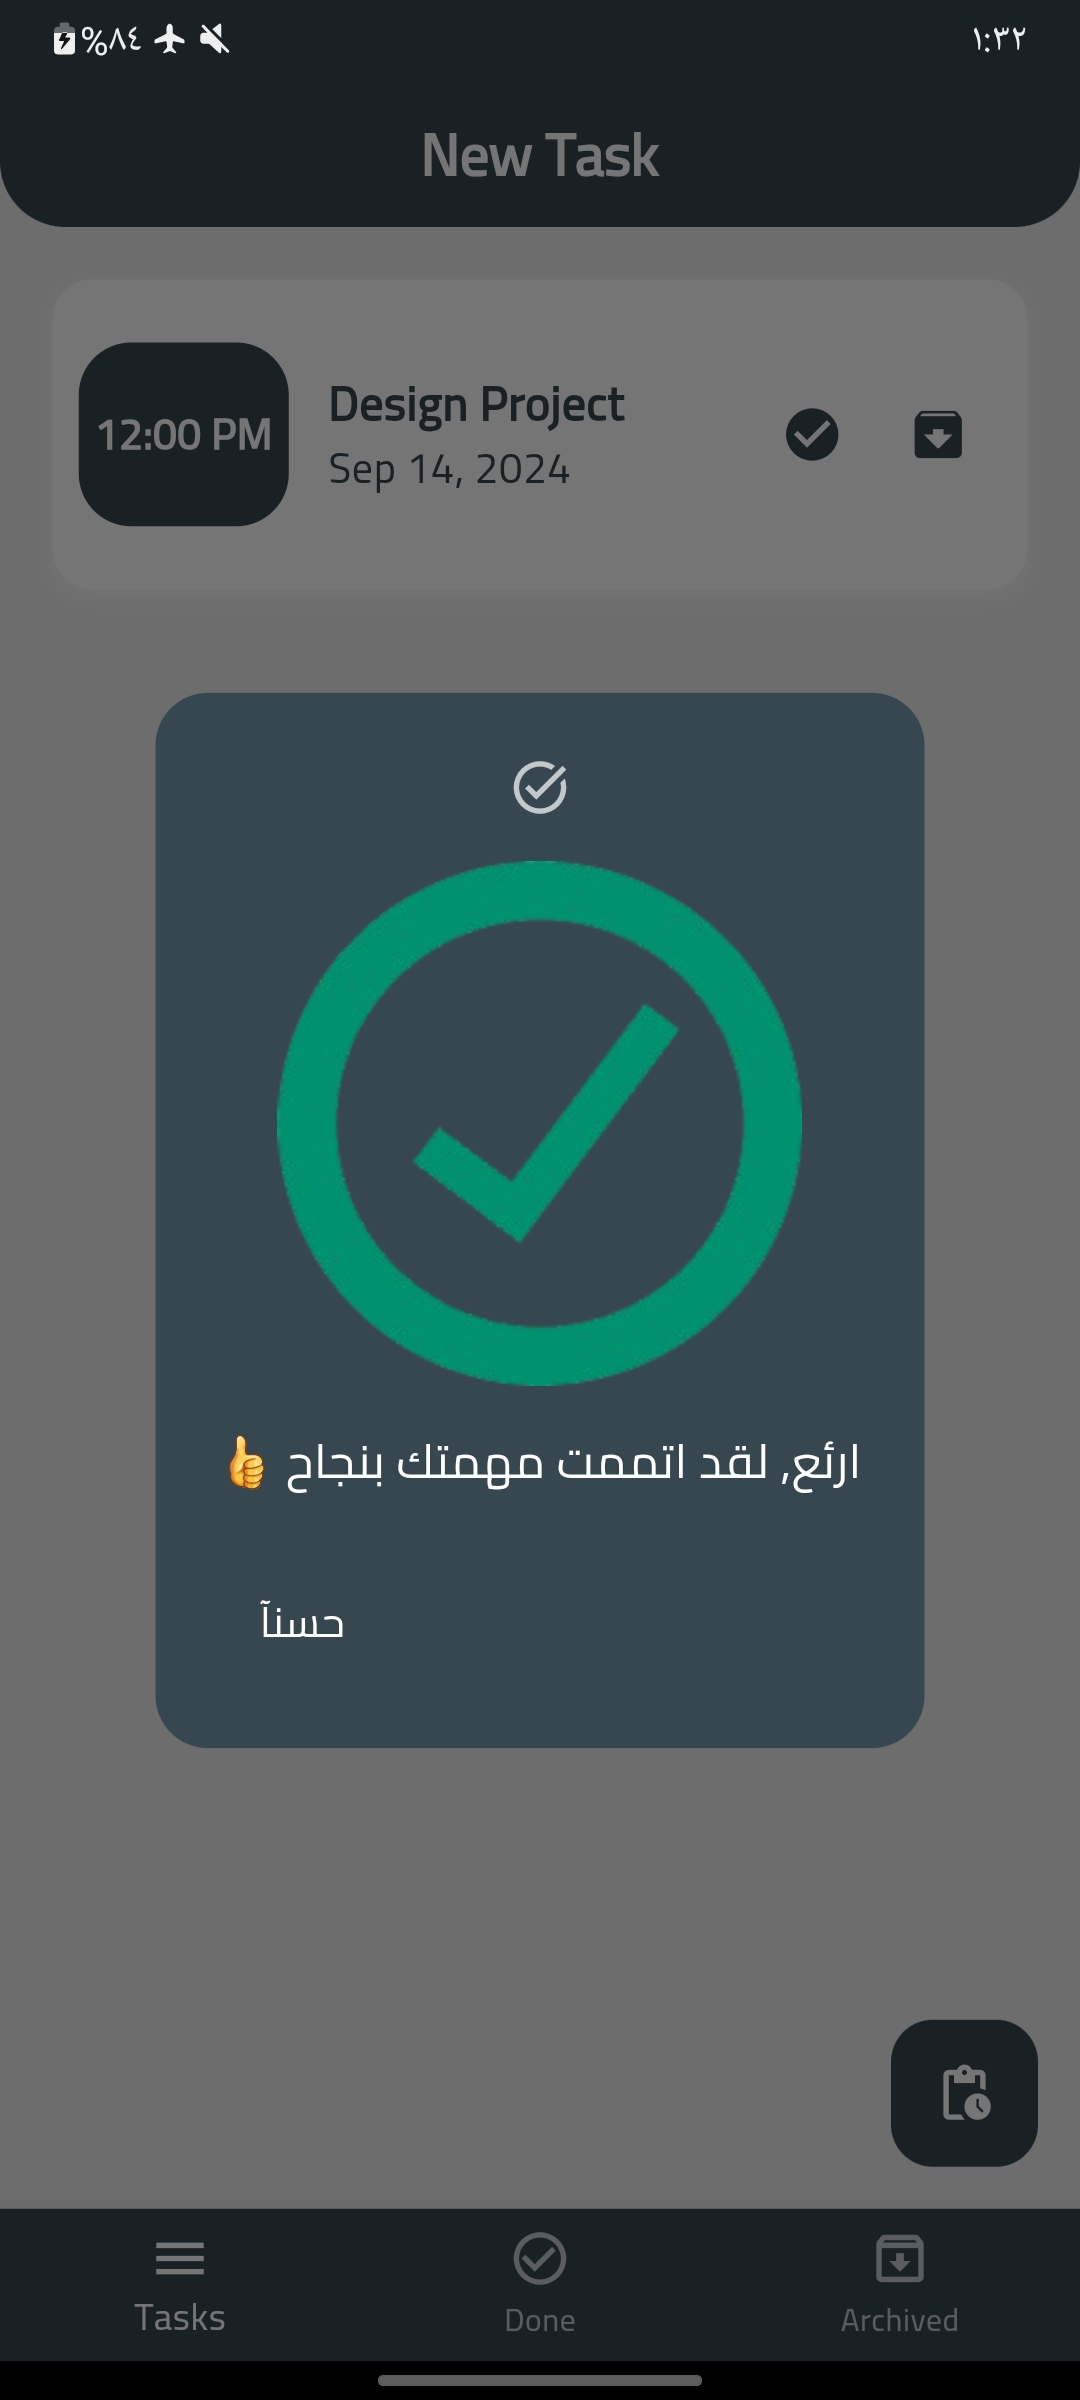 %٨٤
١:٣٢
New Task
12:00 PM
Design Project
Sep 14, 2024
ارئع, لقد اتممت مهمتك بنجاح 👍
حسنآ
Tasks
Done
Archived